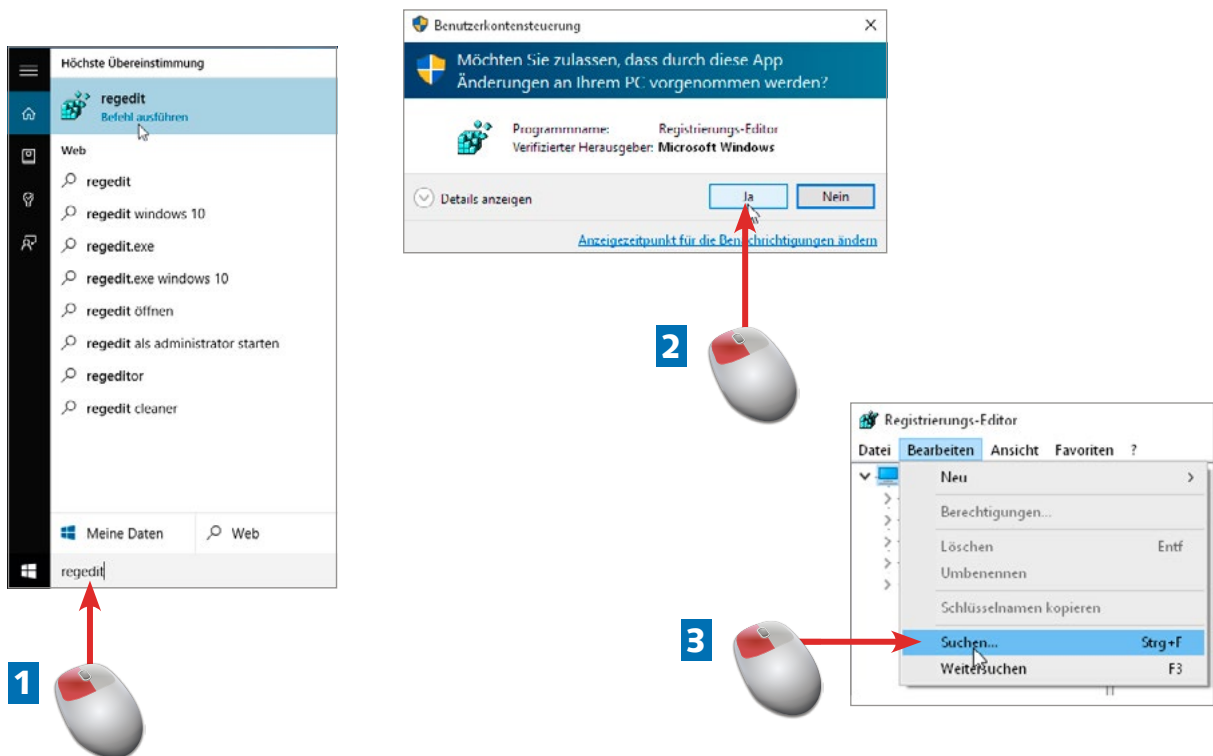 Höchste Übereinstimmung
regedit
Befehl ausführen
Web
regedit
regedit windows 10
regedit.exe
regedit.exe windows 10
regedit öffnen
regedit als administrator starten
regeditor
regedit cleaner
Meine Daten
Web
regedit
1
Benutzerkontensteuerung
Möchten Sie zulassen, dass durch diese App
Änderungen an Ihrem PC vorgenommen werden?
Programmname: Registrierungs-Editor
Verifizierter Herausgeber: Microsoft Windows
Details anzeigen
Ja
Nein
Anzeigezeitpunkt für die Benachrichtigungen ändern
2
Registrierungs-Editor
Datei Bearbeiten Ansicht Favoriten ?
Neu
Berechtigungen...
Löschen Entf
Umbenennen
Schlüsselnamen kopieren
Suchen... Strg+F
Weitersuchen F3
3